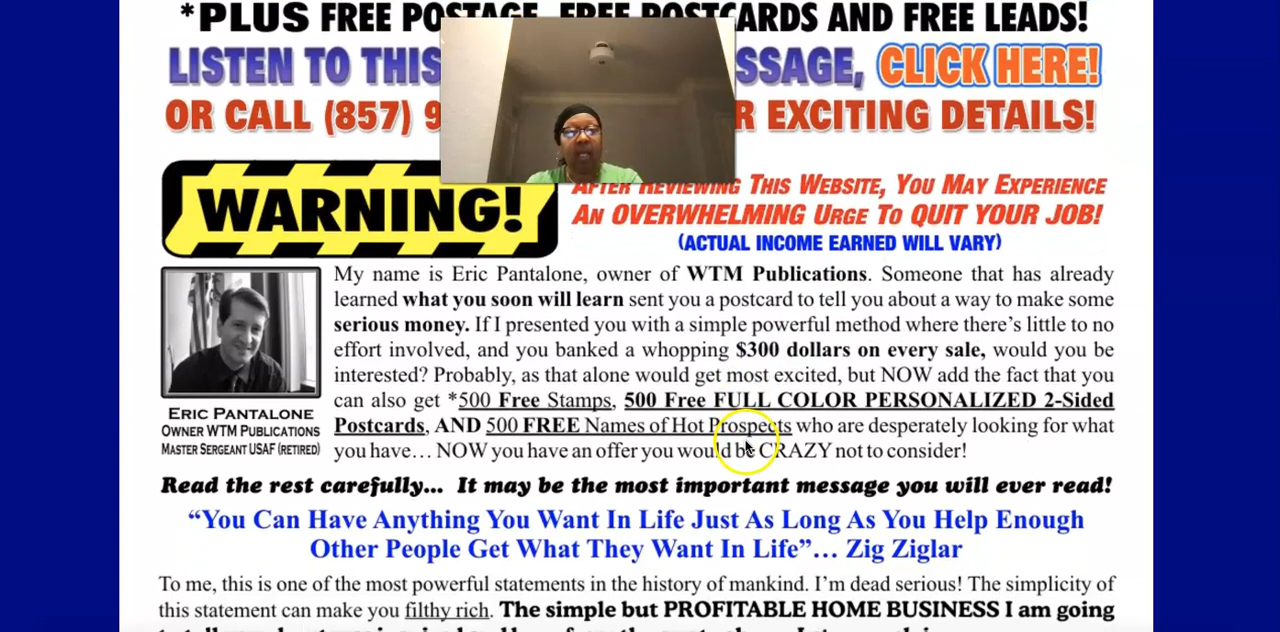 *PLUS FREE POSTAGE, FREE POSTCARDS AND FREE LEADS!
LISTEN TO THIS SSAGE, CLICK HERE!
OR CALL (857) 9 R EXCITING DETAILS!
WARNING!
AFTER REVIEWING THIS WEBSITE, YOU MAY EXPERIENCE
AN OVERWHELMING URGE TO QUIT YOUR JOB!
(ACTUAL INCOME EARNED WILL VARY)
My name is Eric Pantalone, owner of WTM Publications. Someone that has already
learned what you soon will learn sent you a postcard to tell you about a way to make some
serious money. If I presented you with a simple powerful method where there's little to no
effort involved, and you banked a whopping $300 dollars on every sale, would you be
interested? Probably, as that alone would get most excited, but NOW add the fact that you
can also get *500 Free Stamps, 500 Free FULL COLOR PERSONALIZED 2-Sided
Postcards, AND 500 FREE Names of Hot Prospects who are desperately looking for what
you have... NOW you have an offer you would be CRAZY not to consider!
ERIC PANTALONE
OWNER WTM PUBLICATIONS
MASTER SERGEANT USAF (RETIRED)
Read the rest carefully... It may be the most important message you will ever read!
“You Can Have Anything You Want In Life Just As Long As You Help Enough
Other People Get What They Want In Life”... Zig Ziglar
To me, this is one of the most powerful statements in the history of mankind. I'm dead serious! The simplicity of
this statement can make you filthy rich. The simple but PROFITABLE HOME BUSINESS I am going